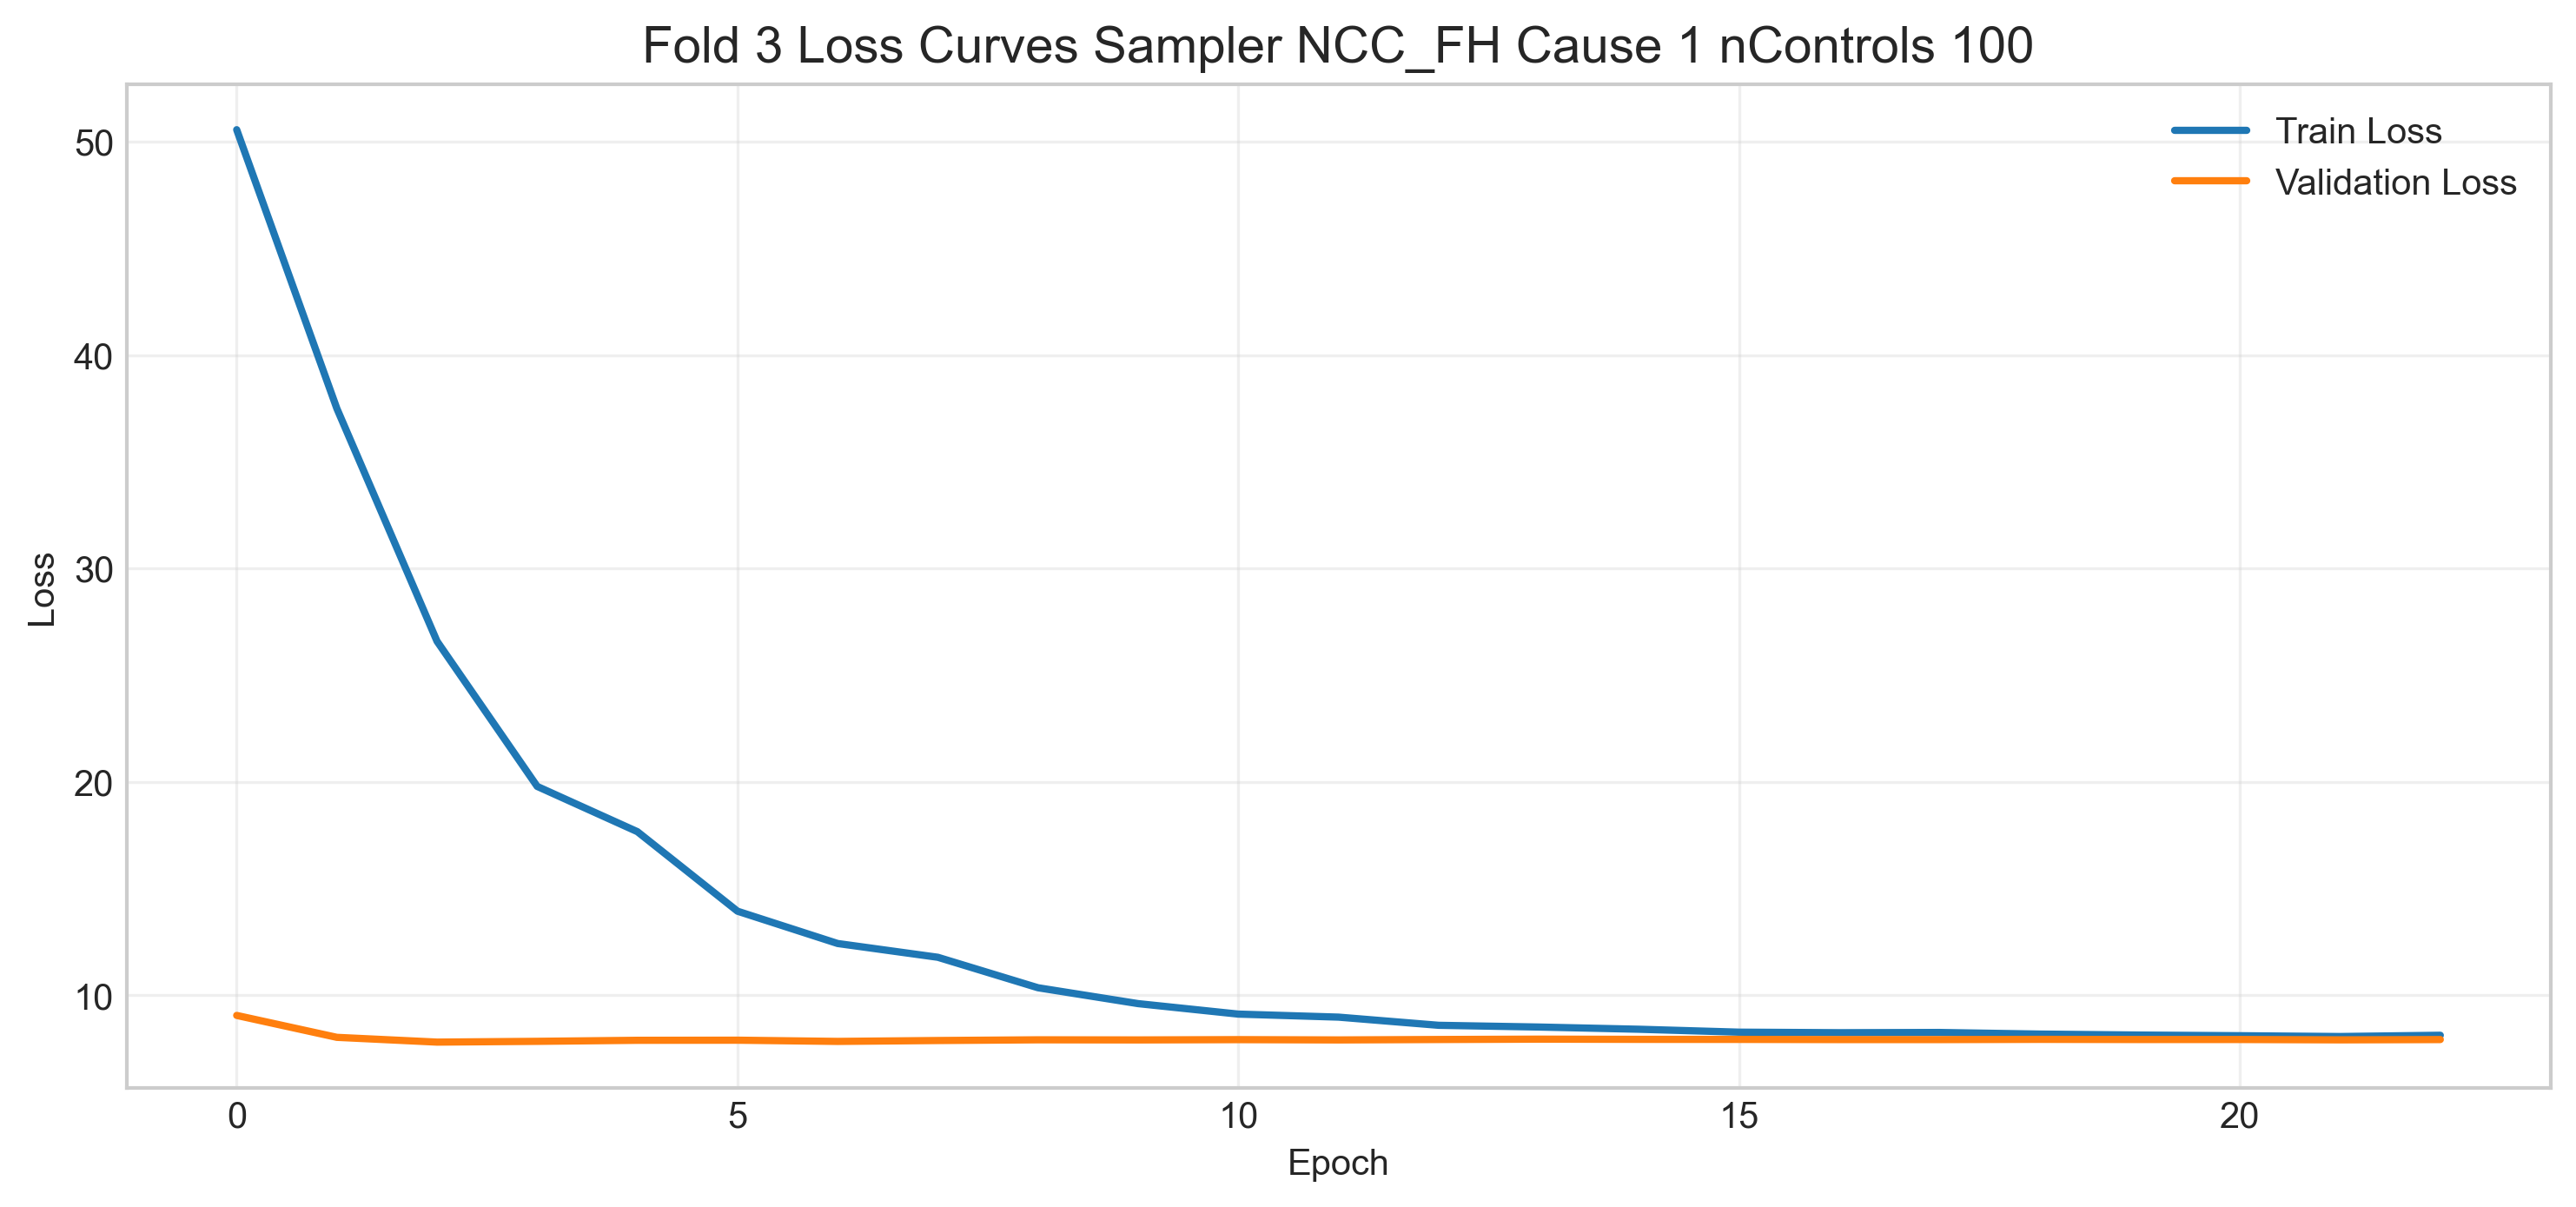 Fold 3 Loss Curves Sampler NCC_FH Cause 1 nControls 100
Train Loss
Validation Loss
50
40
30
20
10
Loss
0 5 10 15 20
Epoch